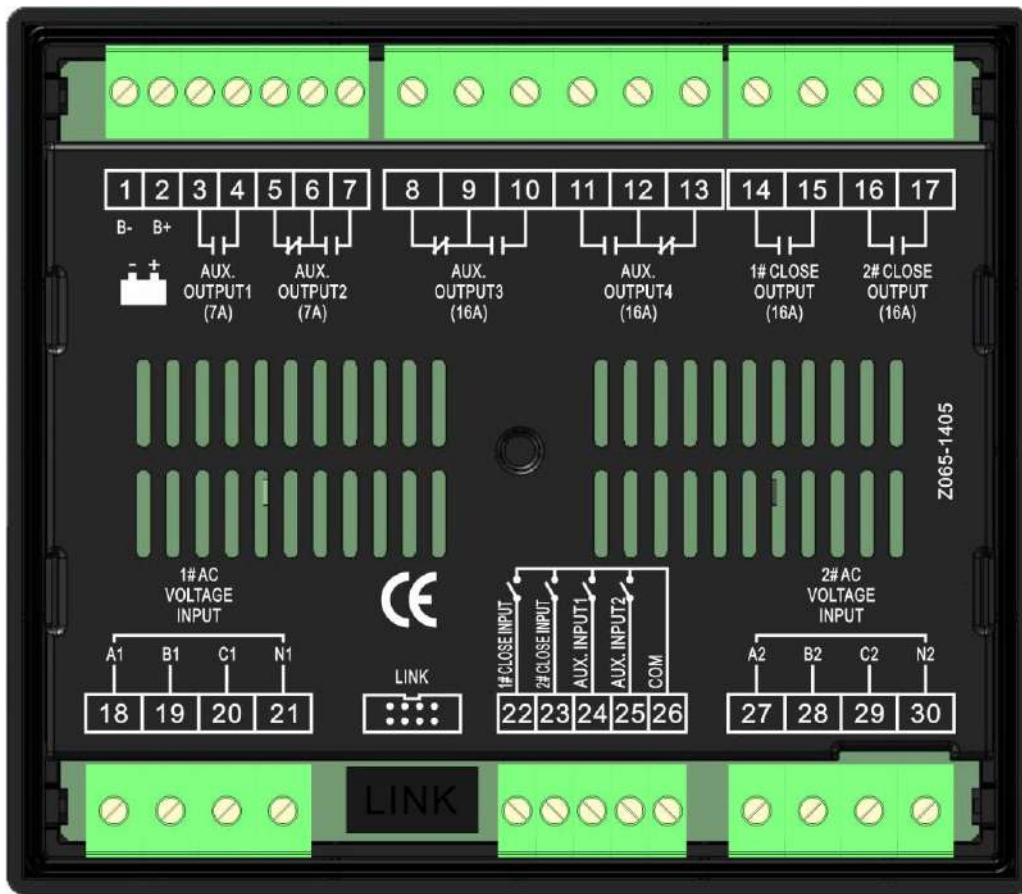 1 2 3 4 5 6 7 8 9 10 11 12 13 14 15 16 17
B- B+
- +
AUX.
OUTPUT1
(7A)
AUX.
OUTPUT2
(7A)
AUX.
OUTPUT3
(16A)
AUX.
OUTPUT4
(16A)
1# CLOSE
OUTPUT
(16A)
2# CLOSE
OUTPUT
(16A)
Z065-1405
1# AC
VOLTAGE
INPUT
A1 B1 C1 N1
18 19 20 21
CE
LINK
1# CLOSE INPUT
2# CLOSE INPUT
AUX. INPUT1
AUX. INPUT2
COM
22 23 24 25 26
2# AC
VOLTAGE
INPUT
A2 B2 C2 N2
27 28 29 30
LINK